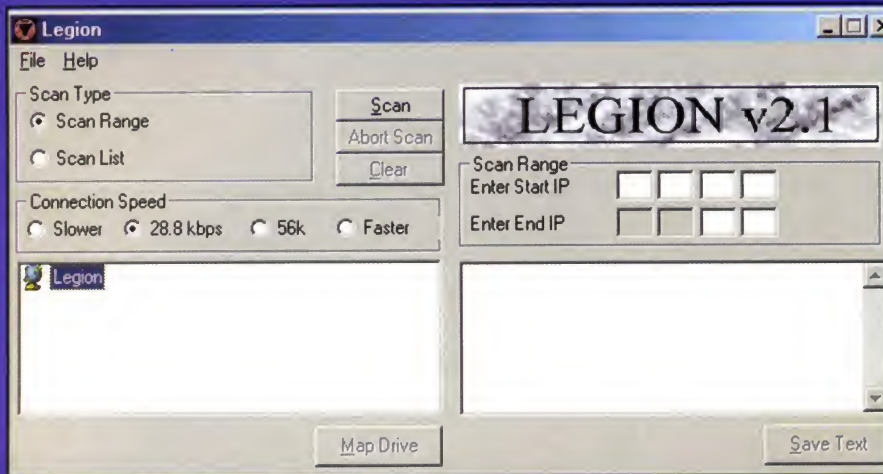 Legion
File Help
Scan Type
Scan Range
Scan List
Scan
Abort Scan
Clear
LEGION v2.1
Connection Speed
Slower 28.8 kbps 56k Faster
Scan Range
Enter Start IP
Enter End IP
Legion
Map Drive
Save Text